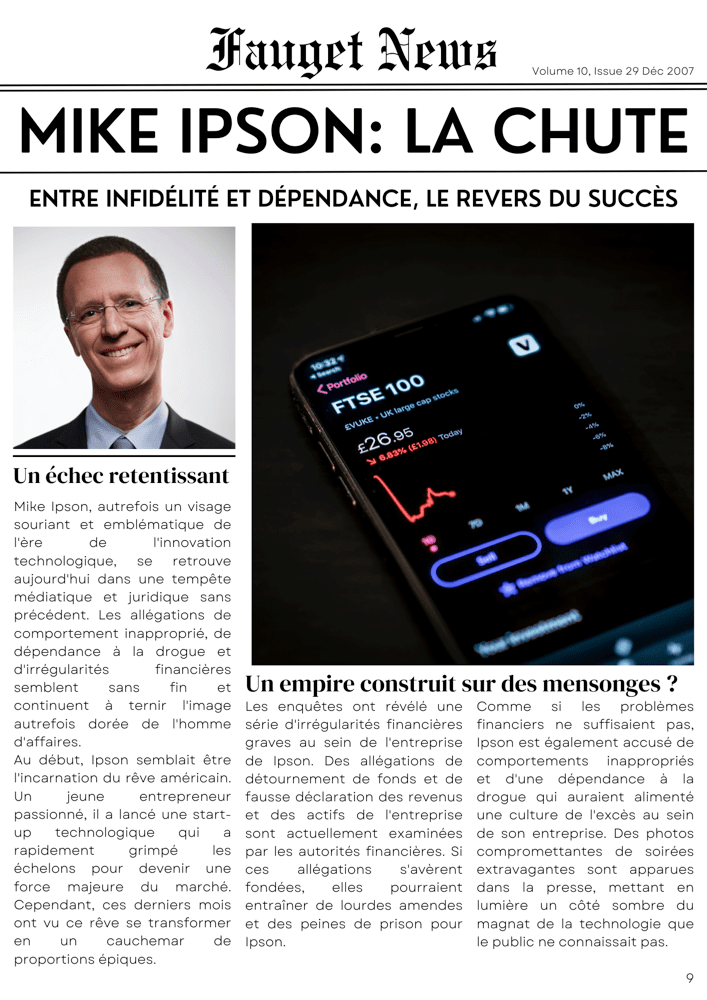 Fauget News
Volume 10, Issue 29 Déc 2007
MIKE IPSON: LA CHUTE
ENTRE INFIDÉLITÉ ET DÉPENDANCE, LE REVERS DU SUCCÈS
10:32
Search
Portfolio
FTSE 100
V
EVUKE • UK large cap stocks
£26.95
6.83% (£1.98) Today
0%
-2%
-4%
-6%
-8%
1D
7D
1M
1Y
MAX
Sell
Buy
Remove from Watchlist
Un échec retentissant
Mike Ipson, autrefois un visage
souriant et emblématique de
l'ère de l'innovation
technologique, se retrouve
aujourd'hui dans une tempête
médiatique et juridique sans
précédent. Les allégations de
comportement inapproprié, de
dépendance à la drogue et
d'irrégularités financières
semblent sans fin et
continuent à ternir l'image
autrefois dorée de l'homme
d'affaires.
Au début, Ipson semblait être
l'incarnation du rêve américain.
Un jeune entrepreneur
passionné, il a lancé une start-
up technologique qui a
rapidement grimpé les
échelons pour devenir une
force majeure du marché.
Cependant, ces derniers mois
ont vu ce rêve se transformer
en un cauchemar de
proportions épiques.
Un empire construit sur des mensonges ?
Les enquêtes ont révélé une
série d'irrégularités financières
graves au sein de l'entreprise
de Ipson. Des allégations de
détournement de fonds et de
fausse déclaration des revenus
et des actifs de l'entreprise
sont actuellement examinées
par les autorités financières. Si
ces allégations s'avèrent
fondées, elles pourraient
entraîner de lourdes amendes
et des peines de prison pour
Ipson.
Comme si les problèmes
financiers ne suffisaient pas,
Ipson est également accusé de
comportements inappropriés
et d'une dépendance à la
drogue qui auraient alimenté
une culture de l'excès au sein
de son entreprise. Des photos
compromettantes de soirées
extravagantes sont apparues
dans la presse, mettant en
lumière un côté sombre du
magnat de la technologie que
le public ne connaissait pas.
9